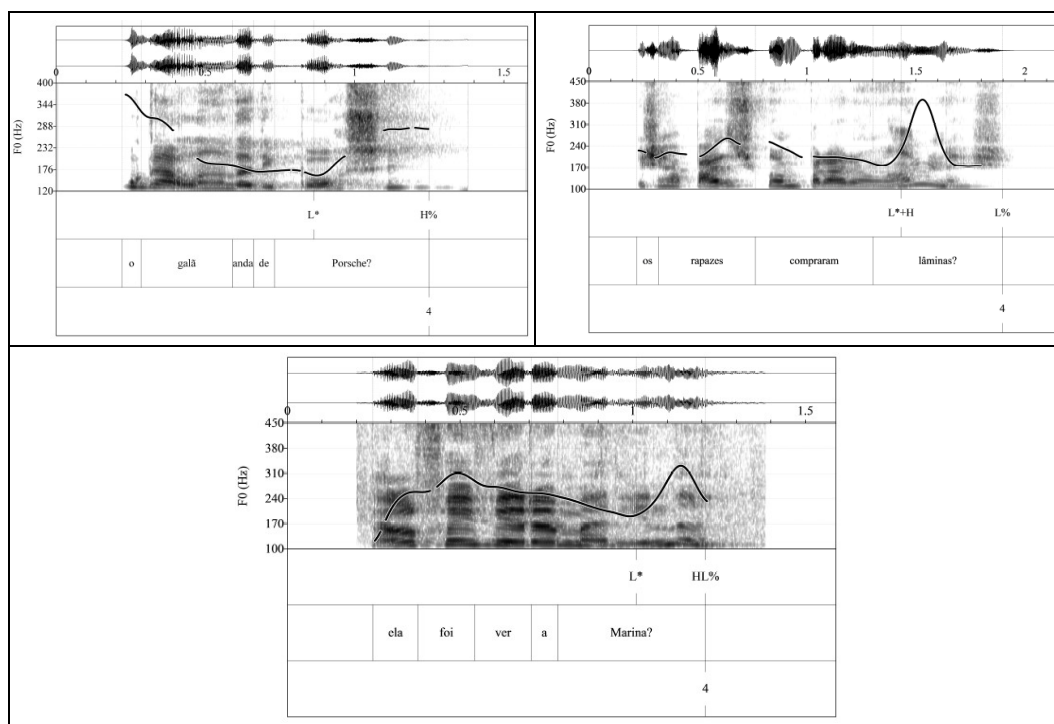 0 0.5 1 1.5
400
344
288
232
176
120
F0 (Hz)
L* H%
o galã anda de Porsche?
4
0 0.5 1 1.5 2
450
380
310
240
170
100
F0 (Hz)
L*+H L%
os rapazes compraram lâminas?
4
0 0.5 1 1.5
450
380
310
240
170
100
F0 (Hz)
L* HL%
ela foi ver a Marina?
4